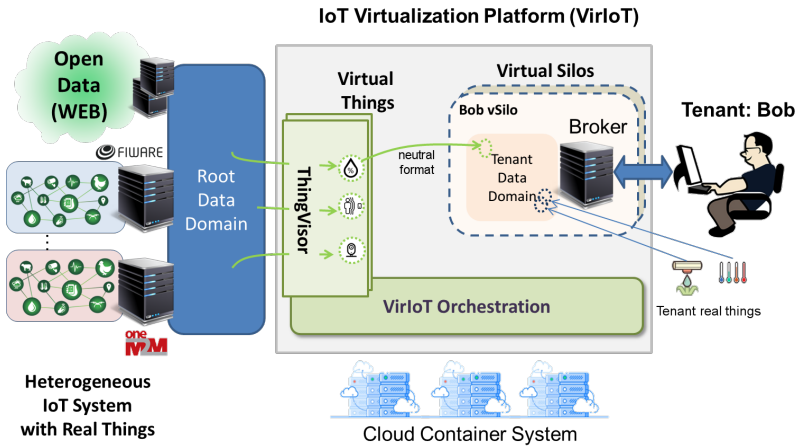 IoT Virtualization Platform (VirIoT)
Open
Data
(WEB)
FIWARE
Root
Data
Domain
Virtual
Things
ThingVisor
%
neutral
format
Virtual Silos
Bob vSilo
Broker
Tenant
Data
Domain
Tenant: Bob
Tenant real things
VirIoT Orchestration
one
M2M
Heterogeneous
IoT System
with Real Things
Cloud Container System